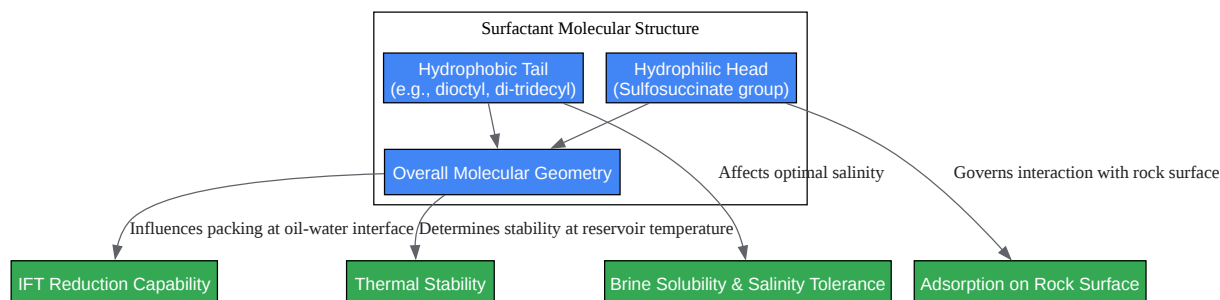 Surfactant Molecular Structure
Hydrophobic Tail
(e.g., dioctyl, di-tridecyl)
Hydrophilic Head
(Sulfosuccinate group)
Overall Molecular Geometry
Affects optimal salinity
Governs interaction with rock surface
Influences packing at oil-water interface
Determines stability at reservoir temperature
IFT Reduction Capability
Thermal Stability
Brine Solubility & Salinity Tolerance
Adsorption on Rock Surface